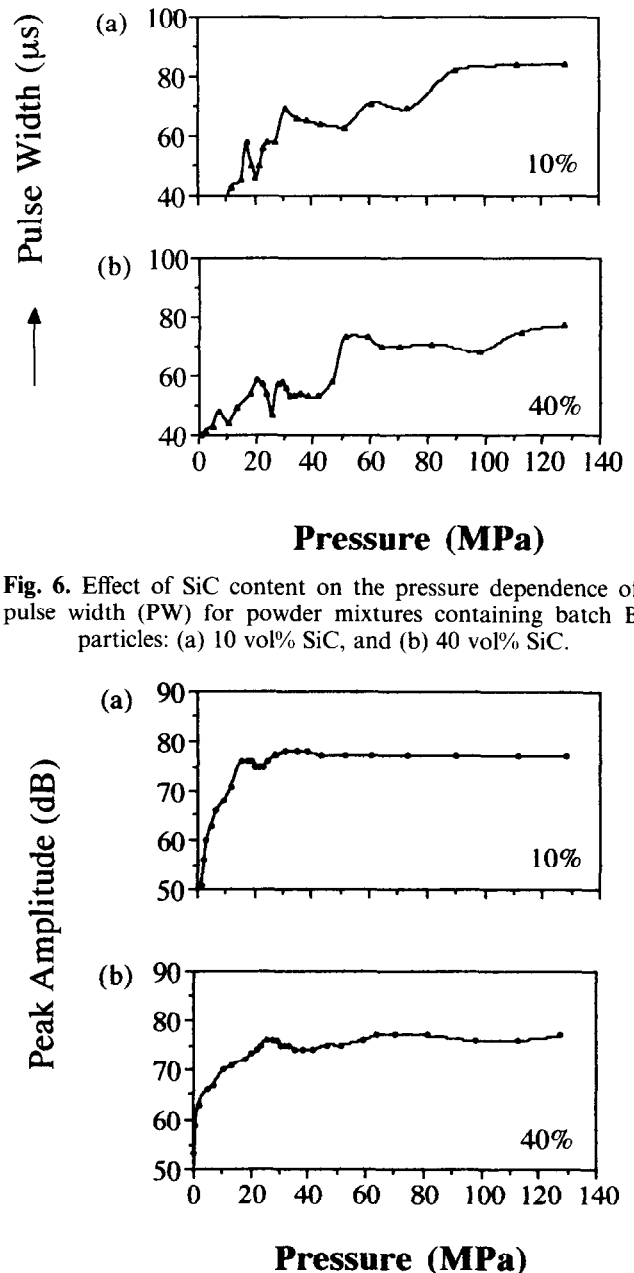 (a)
Pulse Width (μs)
100
80
60
40
10%
(b)
100
80
60
40
40%
0 20 40 60 80 100 120 140
Pressure (MPa)
Fig. 6. Effect of SiC content on the pressure dependence of
pulse width (PW) for powder mixtures containing batch B
particles: (a) 10 vol% SiC, and (b) 40 vol% SiC.
(a)
Peak Amplitude (dB)
90
80
70
60
50
10%
(b)
90
80
70
60
50
40%
0 20 40 60 80 100 120 140
Pressure (MPa)